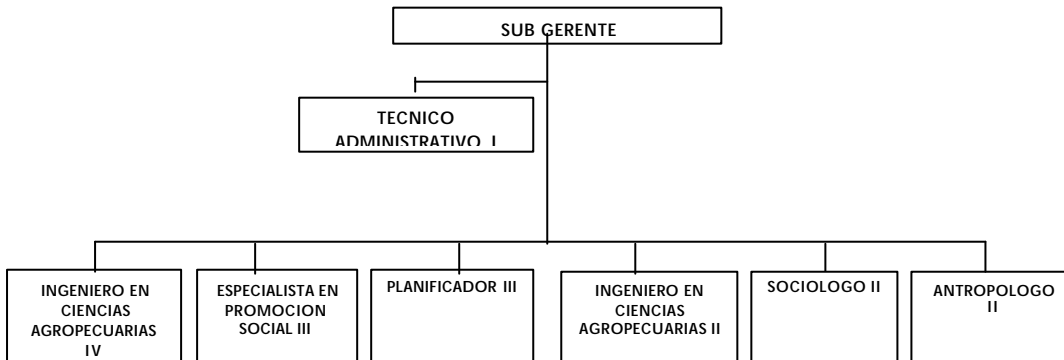 SUB GERENTE
TECNICO
ADMINISTRATIVO I
INGENIERO EN
CIENCIAS
AGROPECUARIAS
IV
ESPECIALISTA EN
PROMOCION
SOCIAL III
PLANIFICADOR III
INGENIERO EN
CIENCIAS
AGROPECUARIAS II
SOCIOLOGO II
ANTROPOLOGO
II